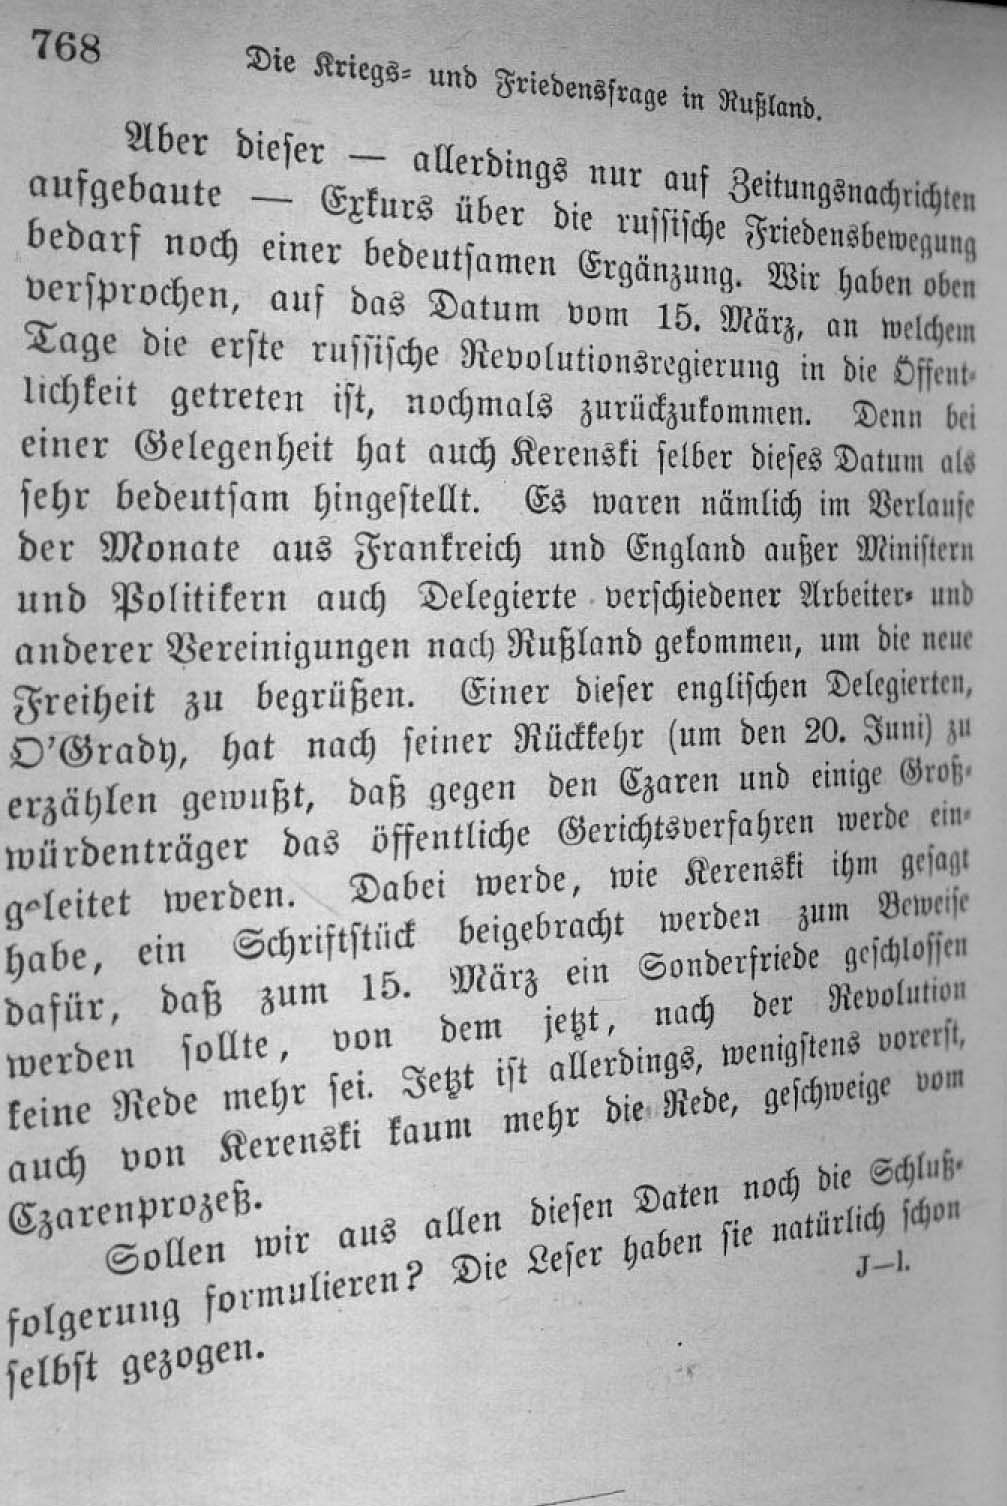 768
Die Kriegs- und Friedensfrage in Rußland.
Aber dieser — allerdings nur auf Zeitungsnachrichten
aufgebaute — Exkurs über die russische Friedensbewegung
bedarf noch einer bedeutsamen Ergänzung. Wir haben oben
versprochen, auf das Datum vom 15. März, an welchem
Tage die erste russische Revolutionsregierung in die Öffent-
lichkeit getreten ist, nochmals zurückzukommen. Denn bei
einer Gelegenheit hat auch Kerenski selber dieses Datum als
sehr bedeutsam hingestellt. Es waren nämlich im Verlaufe
der Monate aus Frankreich und England außer Ministern
und Politikern auch Delegierte verschiedener Arbeiter- und
anderer Vereinigungen nach Rußland gekommen, um die neue
Freiheit zu begrüßen. Einer dieser englischen Delegierten,
O'Grady, hat nach seiner Rückkehr (um den 20. Juni) zu
erzählen gewußt, daß gegen den Czaren und einige Groß-
würdenträger das öffentliche Gerichtsverfahren werde ein-
geleitet werden. Dabei werde, wie Kerenski ihm gesagt
habe, ein Schriftstück beigebracht werden zum Beweise
dafür, daß zum 15. März ein Sonderfriede geschlossen
werden sollte, von dem jetzt, nach der Revolution
keine Rede mehr sei. Jetzt ist allerdings, wenigstens vorerst,
auch von Kerenski kaum mehr die Rede, geschweige vom
Czarenprozeß.
Sollen wir aus allen diesen Daten noch die Schluß-
folgerung formulieren? Die Leser haben sie natürlich schon
selbst gezogen.
J—l.